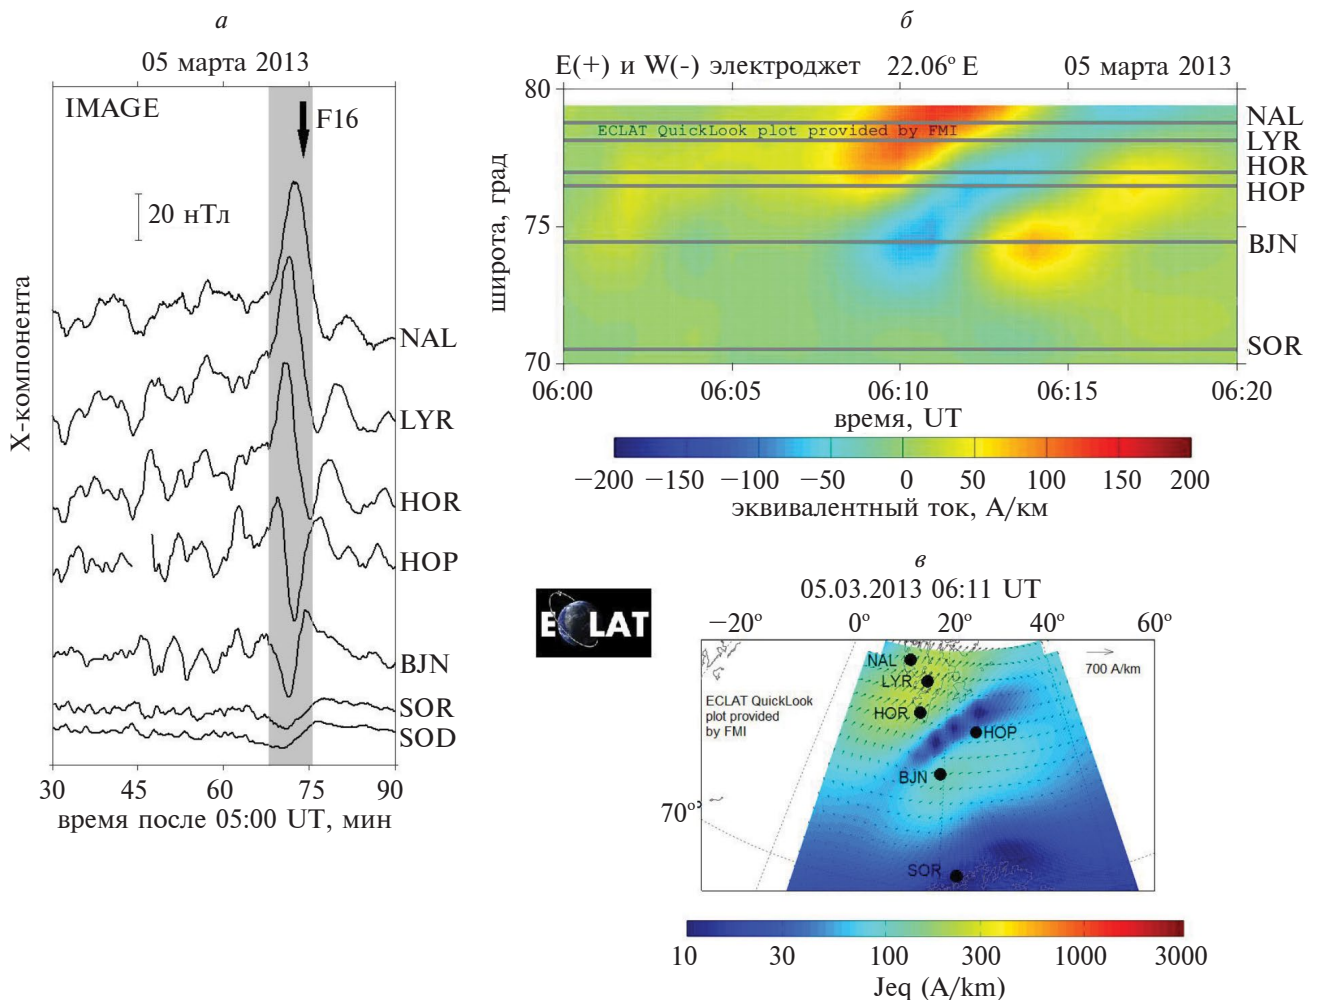 а
05 марта 2013
IMAGE
F16
20 нТл
X-компонента
NAL
LYR
HOR
HOP
BJN
SOR
SOD
30 45 60 75 90
время после 05:00 UT, мин
б
E(+) и W(-) электроджет 22.06° E 05 марта 2013
80
75
70
широта, град
ECLAT QuickLook plot provided by FMI
NAL
LYR
HOR
HOP
BJN
SOR
06:00 06:05 06:10 06:15 06:20
время, UT
−200 −150 −100 −50 0 50 100 150 200
эквивалентный ток, А/км
в
05.03.2013 06:11 UT
ECLAT
−20° 0° 20° 40° 60°
70°
700 A/km
ECLAT QuickLook
plot provided
by FMI
NAL
LYR
HOR
HOP
BJN
SOR
10 30 100 300 1000 3000
Jeq (A/km)